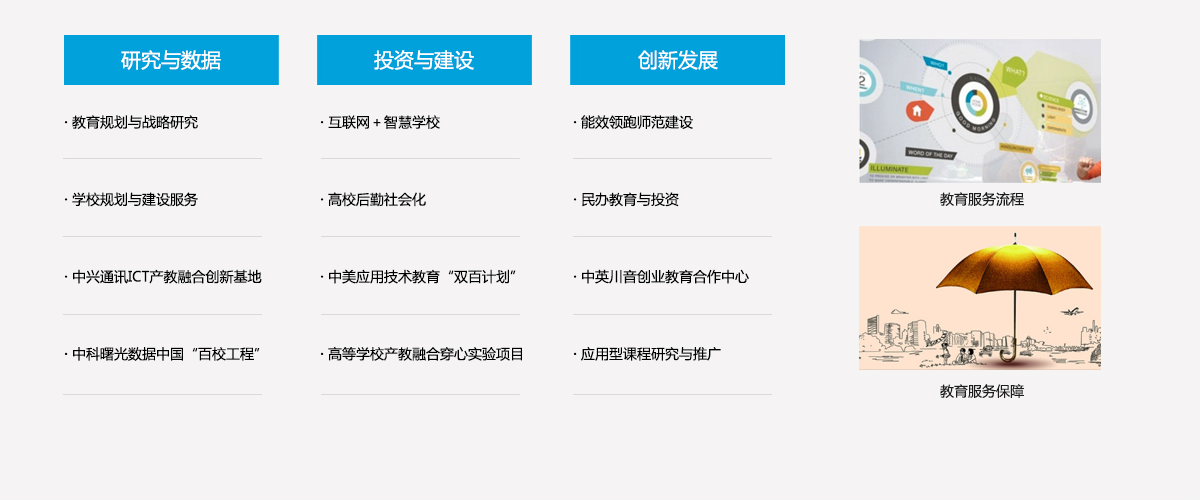 研究与数据
· 教育规划与战略研究
· 学校规划与建设服务
· 中兴通讯ICT产教融合创新基地
· 中科曙光数据中国“百校工程”
投资与建设
· 互联网＋智慧学校
· 高校后勤社会化
· 中美应用技术教育“双百计划”
· 高等学校产教融合穿心实验项目
创新发展
· 能效领跑师范建设
· 民办教育与投资
· 中英川音创业教育合作中心
· 应用型课程研究与推广
WHO?
WHAT?
WHERE?
2
GOOD MORNING
WORD OF THE DAY
ANNOUNCEMENTS
ILLUMINATE
教育服务流程
教育服务保障